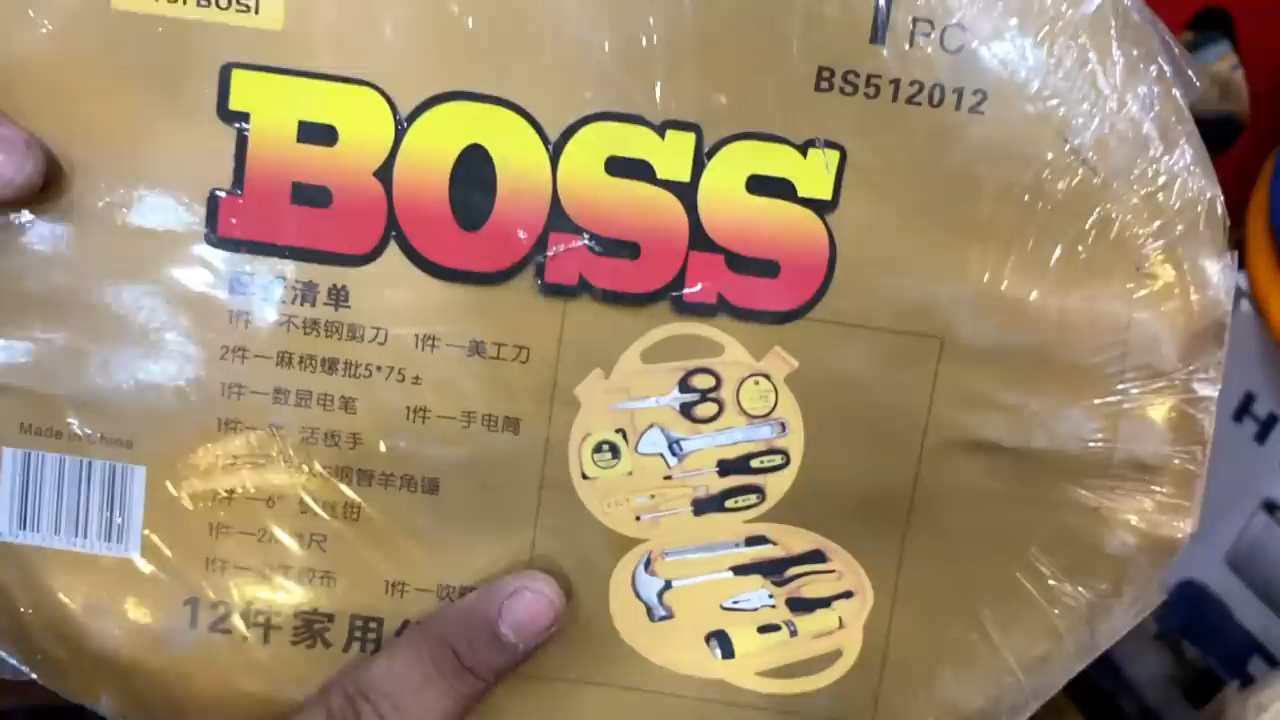 BOSI
1 PC
BS512012
BOSS
清单
1件一不锈钢剪刀 1件一美工刀
2件一麻柄螺批5*75±
1件一数显电笔 1件一手电筒
1件一 活板手
钢管羊角锤
1件一6" 钳
1件一2 尺
1件一 胶布 1件一吹
12件家用
Made in China